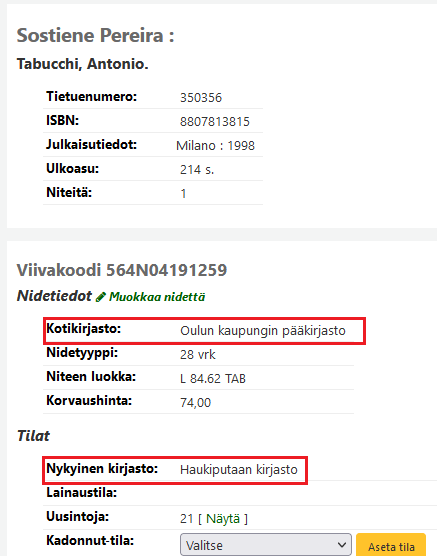 Sostiene Pereira :
Tabucchi, Antonio.
Tietuenumero: 350356
ISBN: 8807813815
Julkaisutiedot: Milano : 1998
Ulkoasu: 214 s.
Niteitä: 1
Viivakoodi 564N04191259
Nidetiedot Muokkaa nidettä
Kotikirjasto: Oulun kaupungin pääkirjasto
Nidetyyppi: 28 vrk
Niteen luokka: L 84.62 TAB
Korvaushinta: 74,00
Tilat
Nykyinen kirjasto: Haukiputaan kirjasto
Lainaustila:
Uusintoja: 21 [ Näytä ]
Kadonnut-tila: Valitse Aseta tila